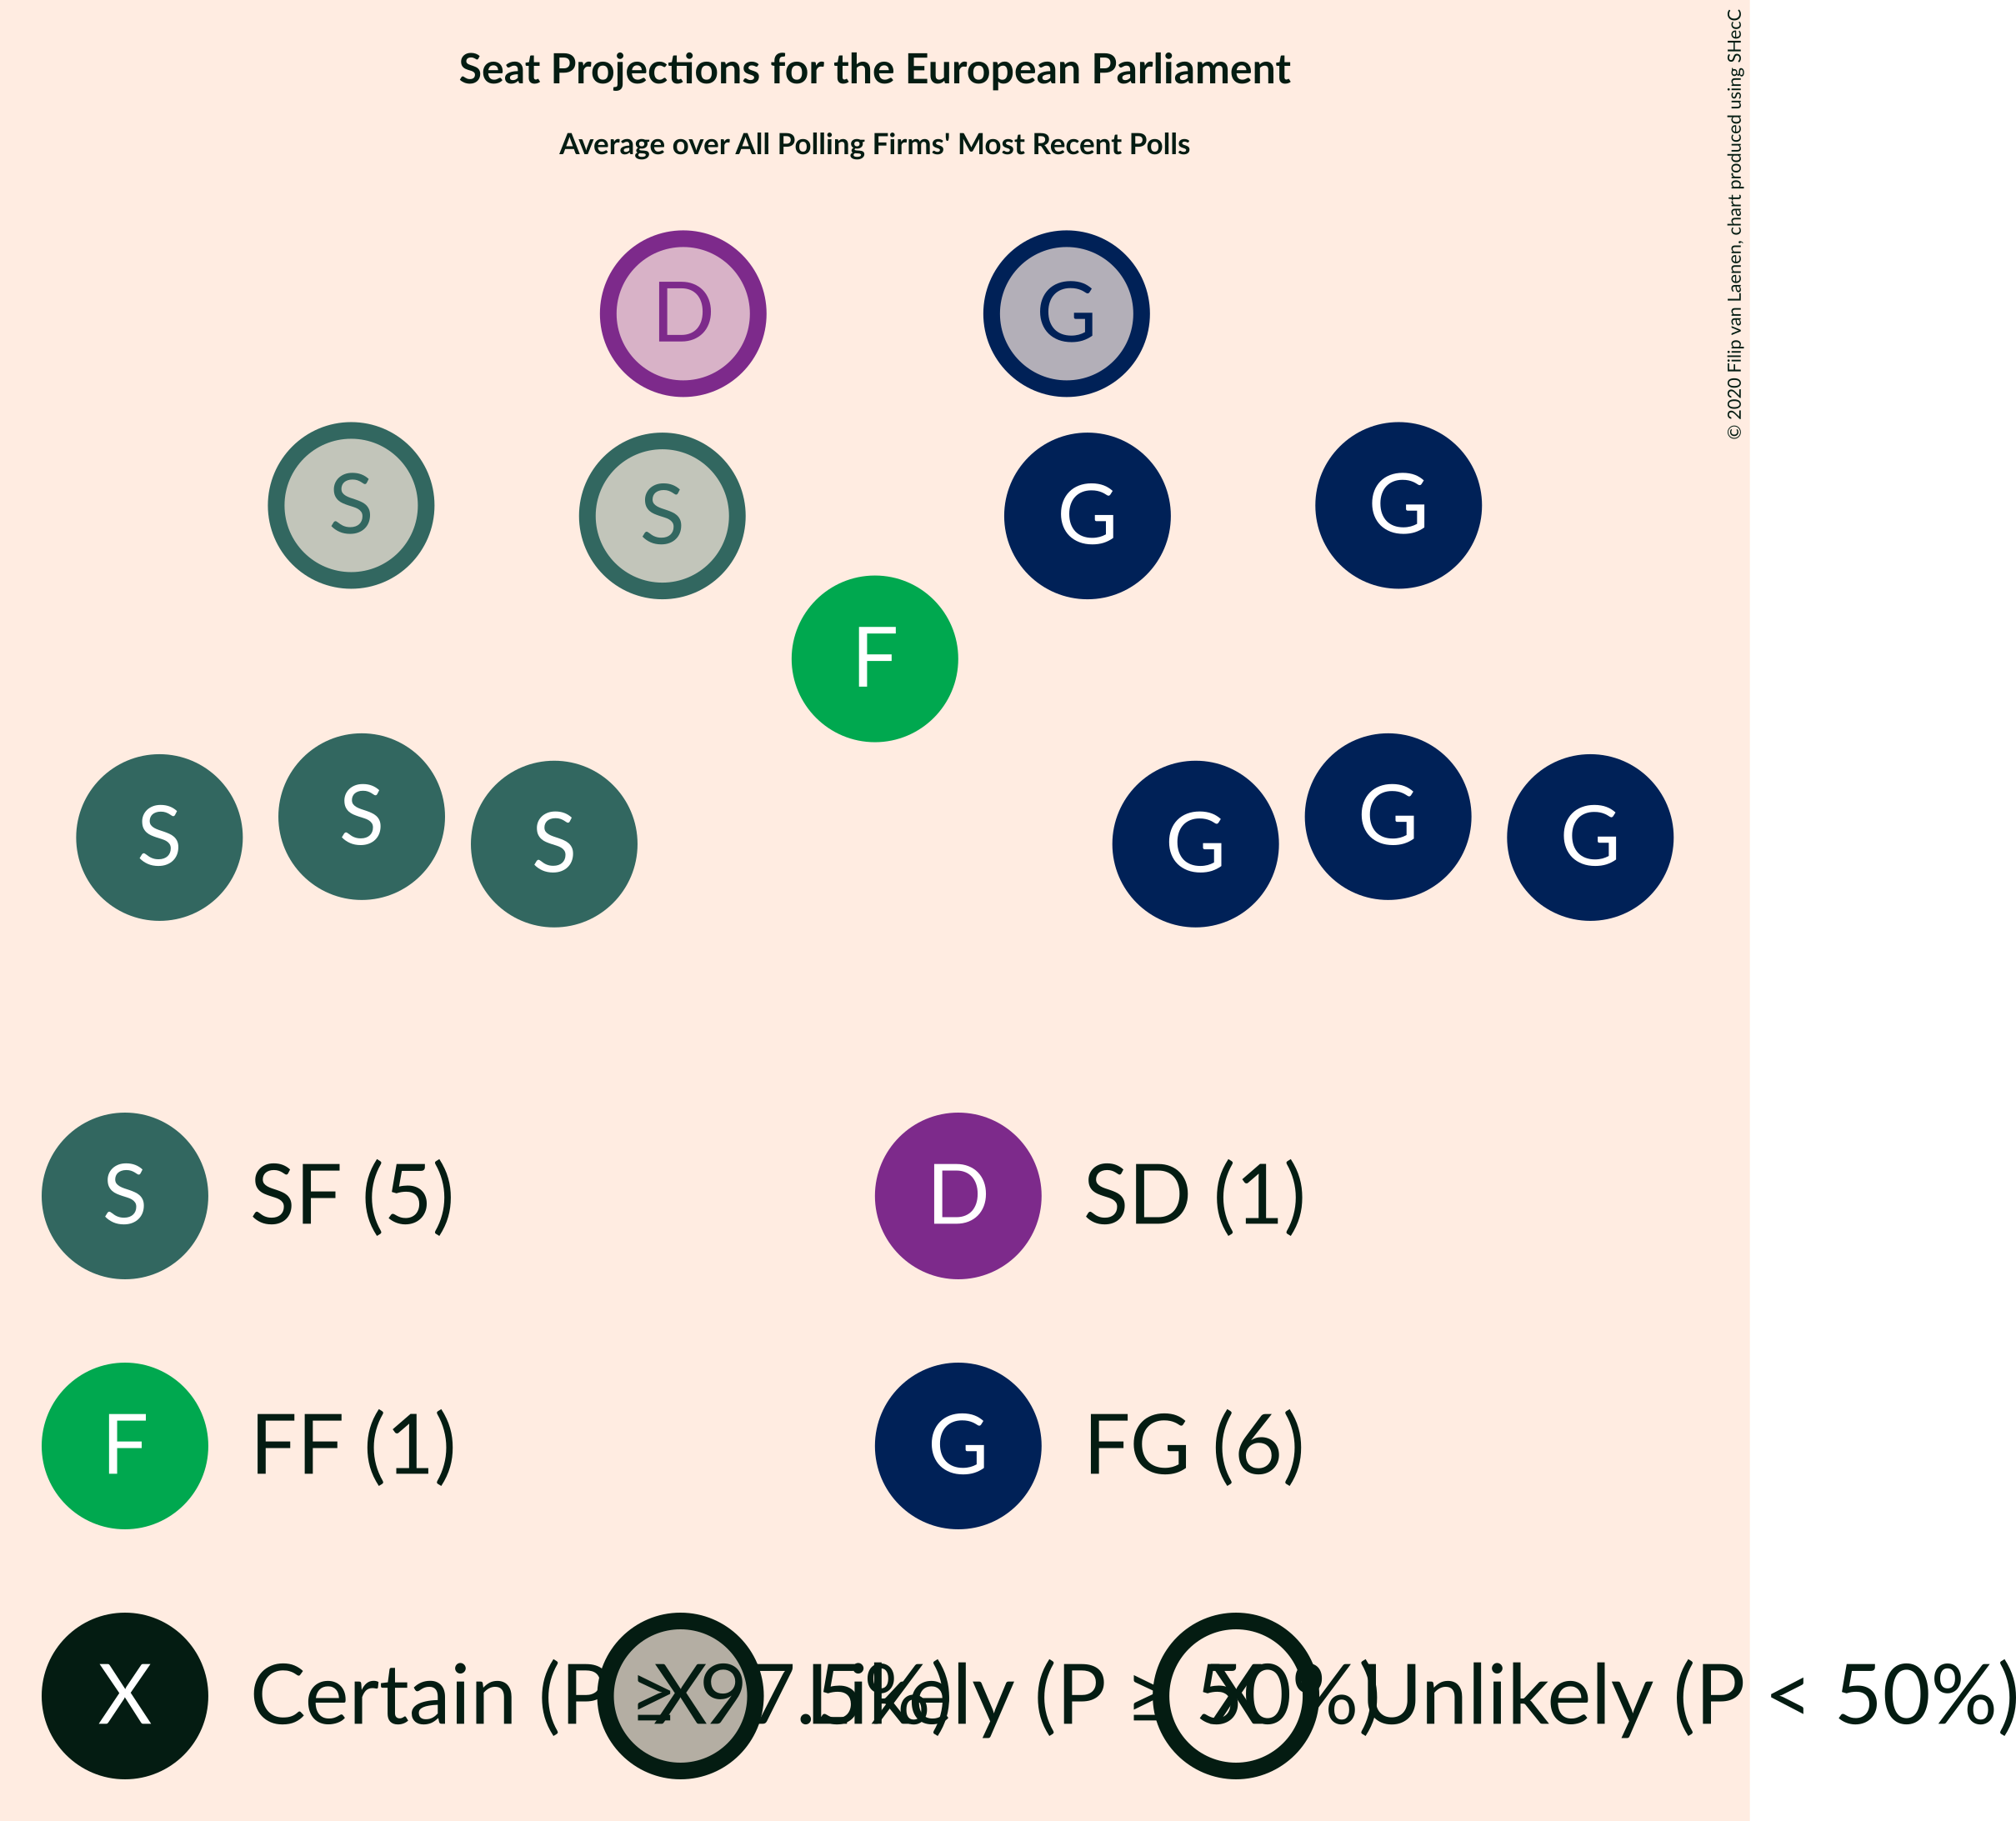 Seat Projections for the European Parliament
Average over All Polling Firms' Most Recent Polls
© 2020 Filip van Laenen, chart produced using SHecC
D
G
S
S
G
G
F
S
S
S
G
G
G
S SF (5)
D SD (1)
F FF (1)
G FG (6)
X Certain (P ≥ 97.5%)
X Likely (P ≥ 50%)
X Unlikely (P < 50%)